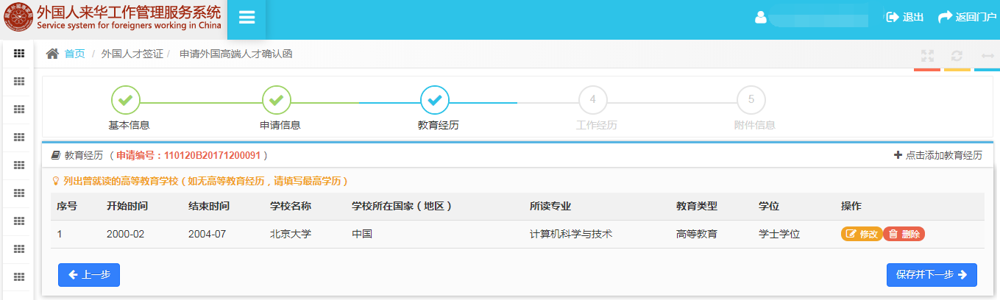 外国人来华工作管理服务系统
Service system for foreigners working in China
退出 返回门户
首页 / 外国人才签证 / 申请外国高端人才确认函
4 5
基本信息 申请信息 教育经历 工作经历 附件信息
教育经历 （申请编号：110120B20171200091） 点击添加教育经历
列出曾就读的高等教育学校（如无高等教育经历，请填写最高学历）
序号 开始时间 结束时间 学校名称 学校所在国家（地区） 所读专业 教育类型 学位 操作
1 2000-02 2004-07 北京大学 中国 计算机科学与技术 高等教育 学士学位 修改 删除
上一步 保存并下一步